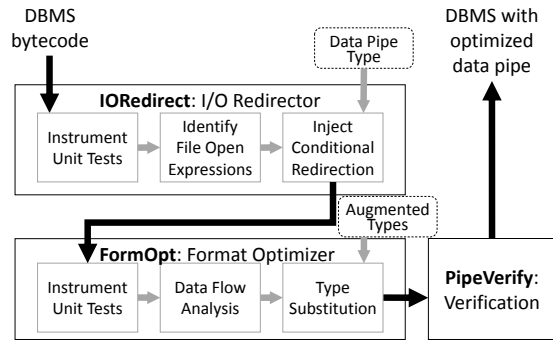 DBMS
bytecode
DBMS with
optimized
data pipe
Data Pipe
Type
IORedirect: I/O Redirector
Instrument
Unit Tests
Identify
File Open
Expressions
Inject
Conditional
Redirection
Augmented
Types
FormOpt: Format Optimizer
Instrument
Unit Tests
Data Flow
Analysis
Type
Substitution
PipeVerify:
Verification